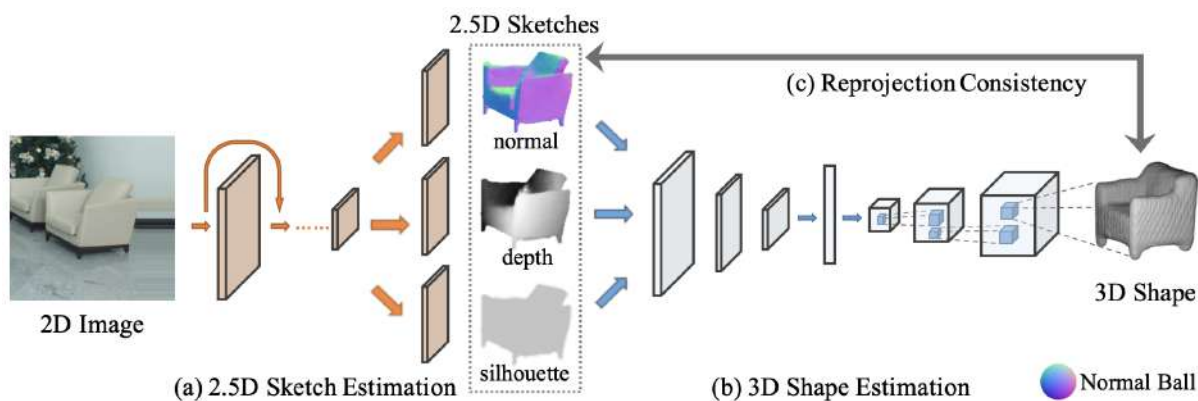 2.5D Sketches
(c) Reprojection Consistency
normal
depth
silhouette
2D Image
3D Shape
(a) 2.5D Sketch Estimation
(b) 3D Shape Estimation
Normal Ball